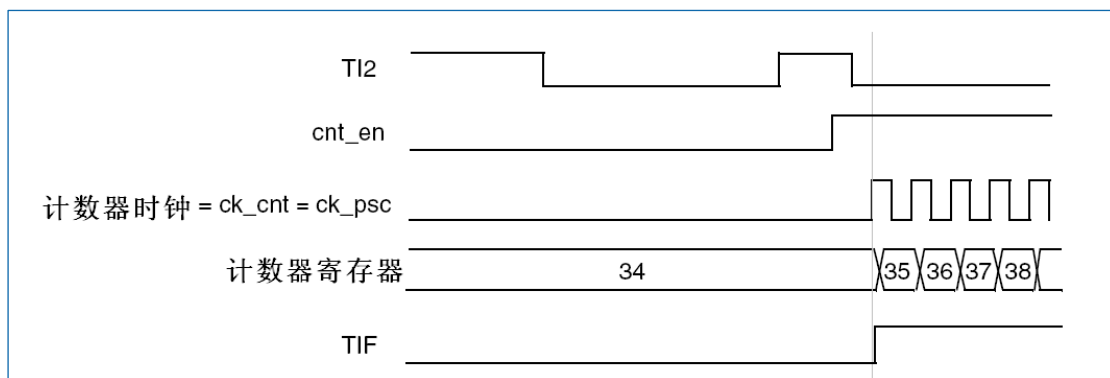 TI2
cnt_en
计数器时钟 = ck_cnt = ck_psc
计数器寄存器 34 35 36 37 38
TIF